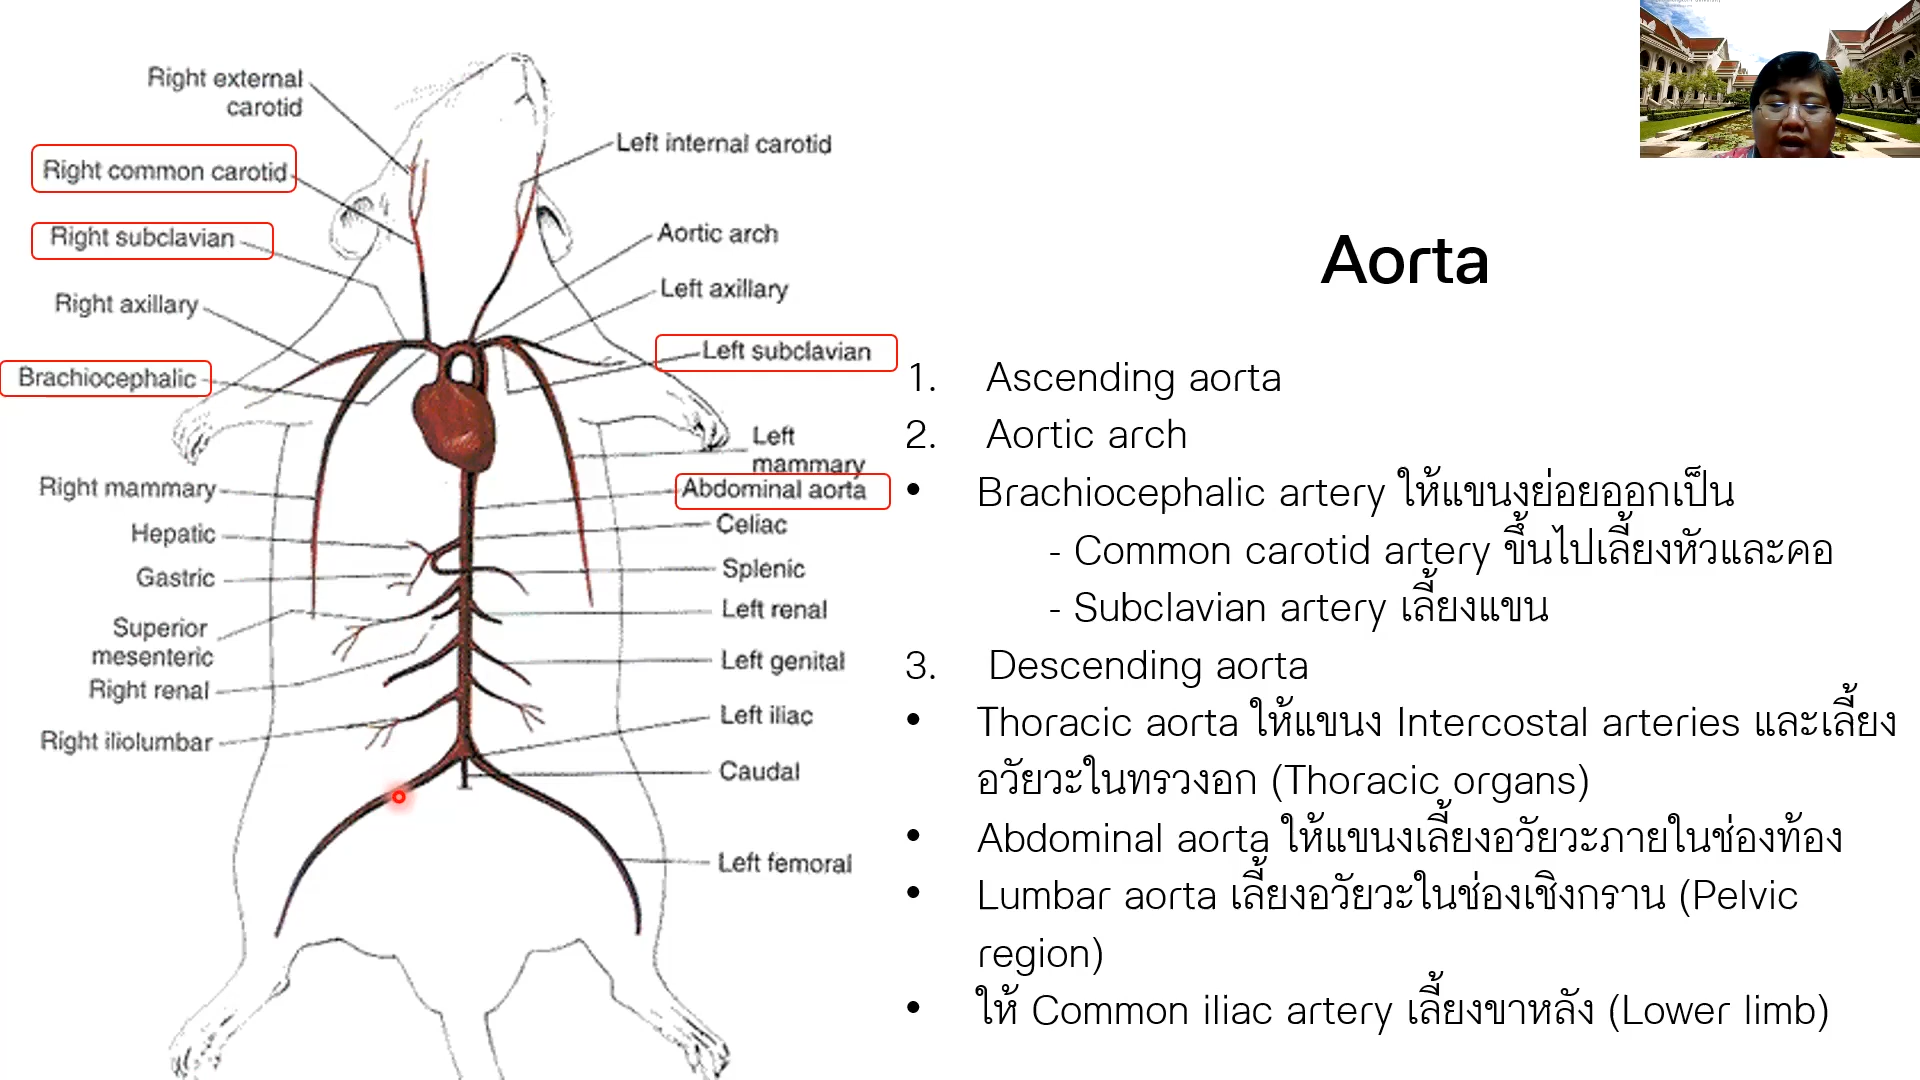 Right external
carotid
Right common carotid
Right subclavian
Right axillary
Brachiocephalic
Right mammary
Hepatic
Gastric
Superior
mesenteric
Right renal
Right iliolumbar
Left internal carotid
Aortic arch
Left axillary
Left subclavian
Left
mammary
Abdominal aorta
Celiac
Splenic
Left renal
Left genital
Left iliac
Caudal
Left femoral
Aorta
1. Ascending aorta
2. Aortic arch
• Brachiocephalic artery ให้แขนงย่อยออกเป็น
- Common carotid artery ขึ้นไปเลี้ยงหัวและคอ
- Subclavian artery เลี้ยงแขน
3. Descending aorta
• Thoracic aorta ให้แขนง Intercostal arteries และเลี้ยง
อวัยวะในทรวงอก (Thoracic organs)
• Abdominal aorta ให้แขนงเลี้ยงอวัยวะภายในช่องท้อง
• Lumbar aorta เลี้ยงอวัยวะในช่องเชิงกราน (Pelvic
region)
• ให้ Common iliac artery เลี้ยงขาหลัง (Lower limb)